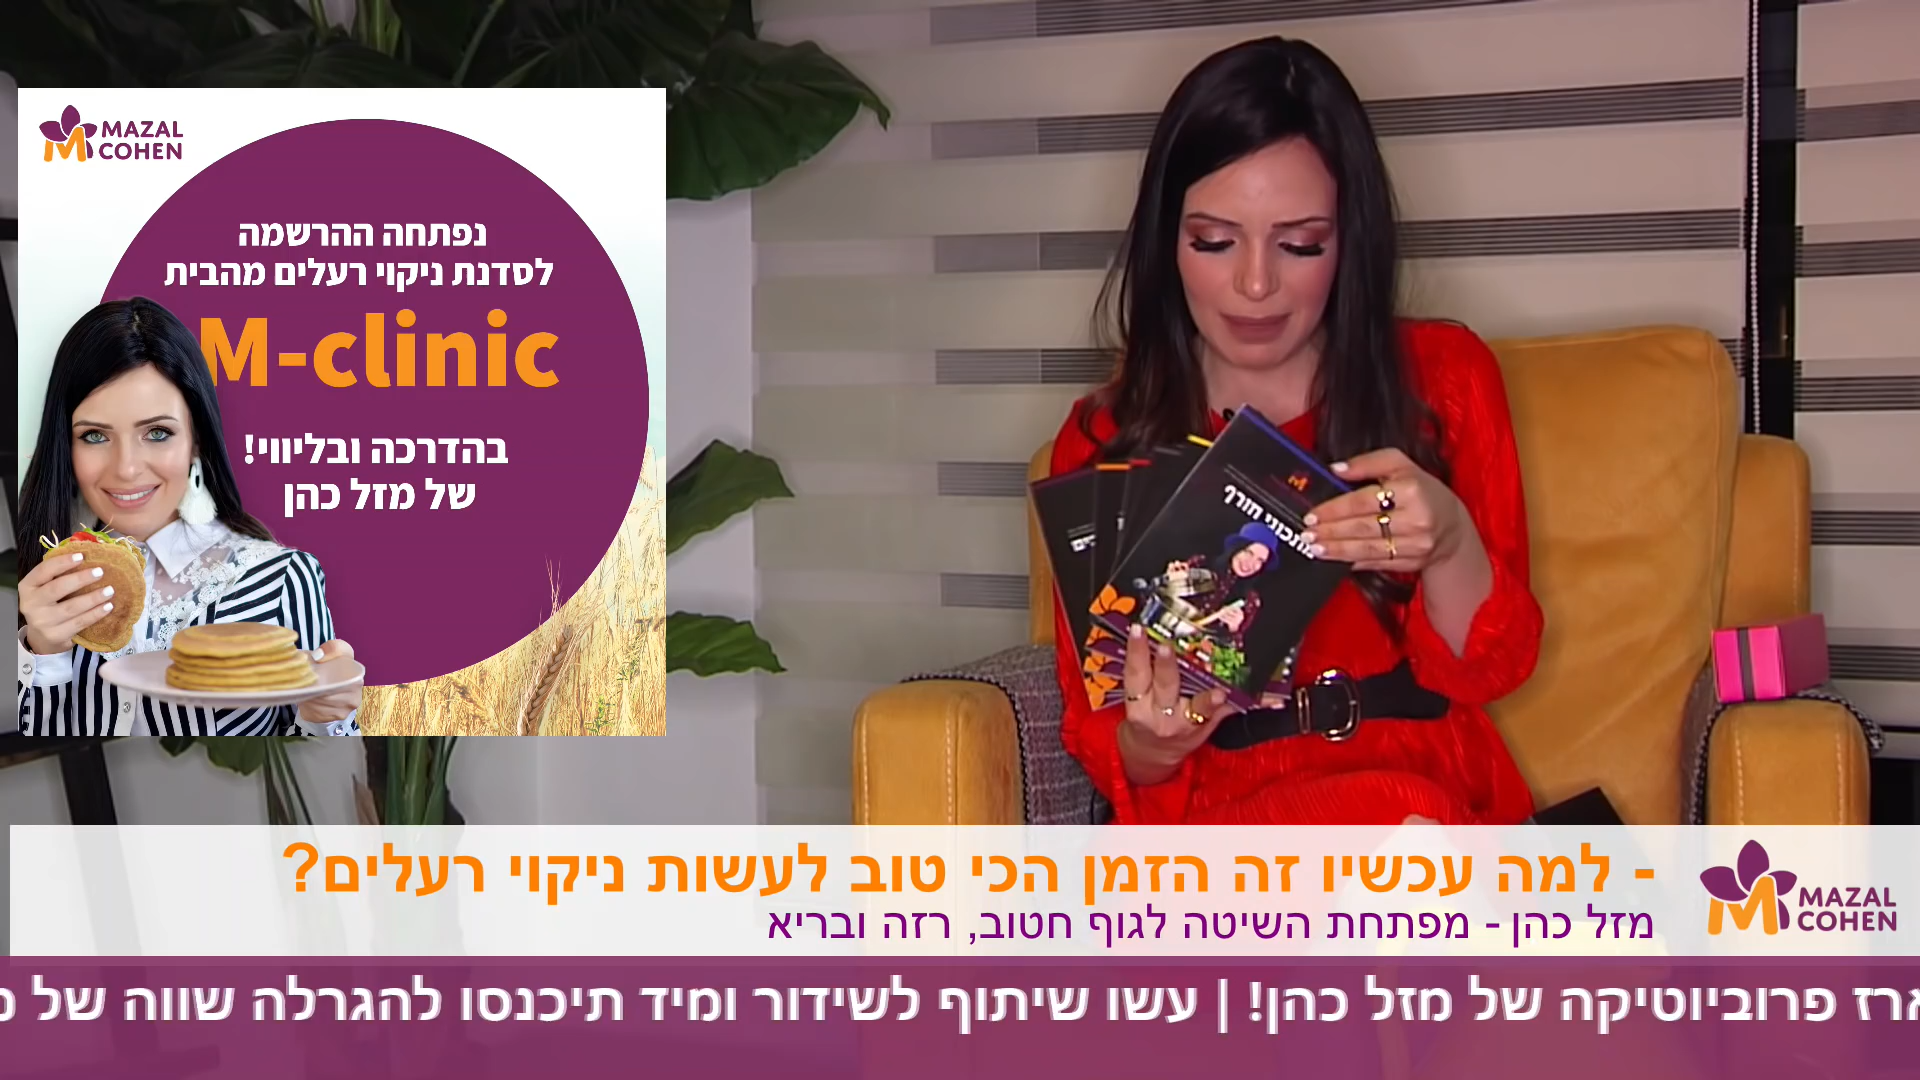 MAZAL
COHEN
נפתחה ההרשמה
לסדנת ניקוי רעלים מהבית
M-clinic
בהדרכה ובליווי!
של מזל כהן
מתכוני חורף
- למה עכשיו זה הזמן הכי טוב לעשות ניקוי רעלים?
מזל כהן - מפתחת השיטה לגוף חטוב, רזה ובריא
MAZAL
COHEN
פרוביוטיקה של מזל כהן! | עשו שיתוף לשידור ומיד תיכנסו להגרלה שווה של